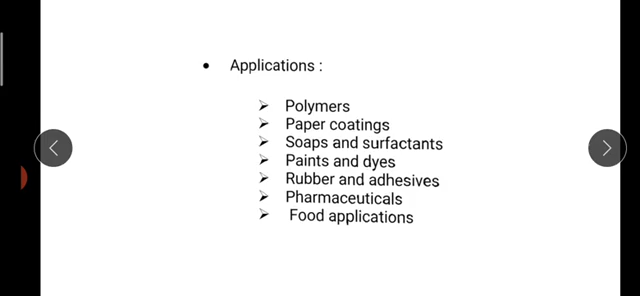 • Applications :
➢ Polymers
➢ Paper coatings
➢ Soaps and surfactants
➢ Paints and dyes
➢ Rubber and adhesives
➢ Pharmaceuticals
➢ Food applications